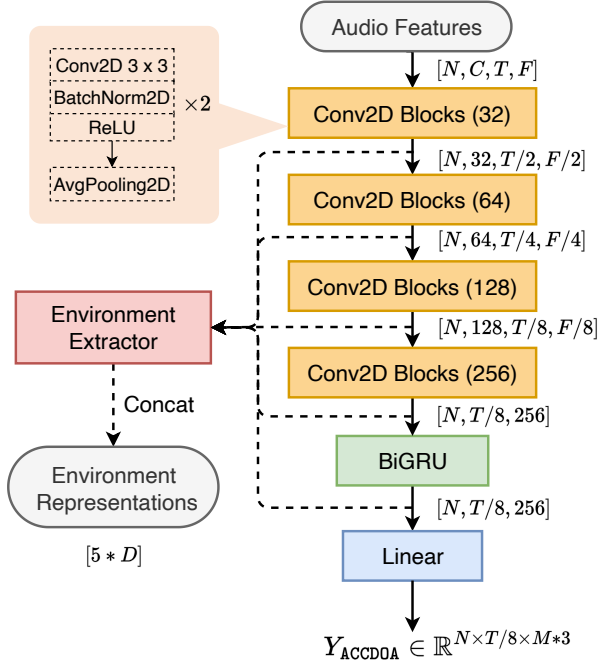 Audio Features
[N, C, T, F]
Conv2D 3 x 3
BatchNorm2D
ReLU
×2
AvgPooling2D
Conv2D Blocks (32)
[N, 32, T/2, F/2]
Conv2D Blocks (64)
[N, 64, T/4, F/4]
Conv2D Blocks (128)
[N, 128, T/8, F/8]
Conv2D Blocks (256)
[N, T/8, 256]
BiGRU
[N, T/8, 256]
Linear
Y_ACCDOA ∈ ℝ^{N×T/8×M*3}
Environment
Extractor
Concat
Environment
Representations
[5 * D]